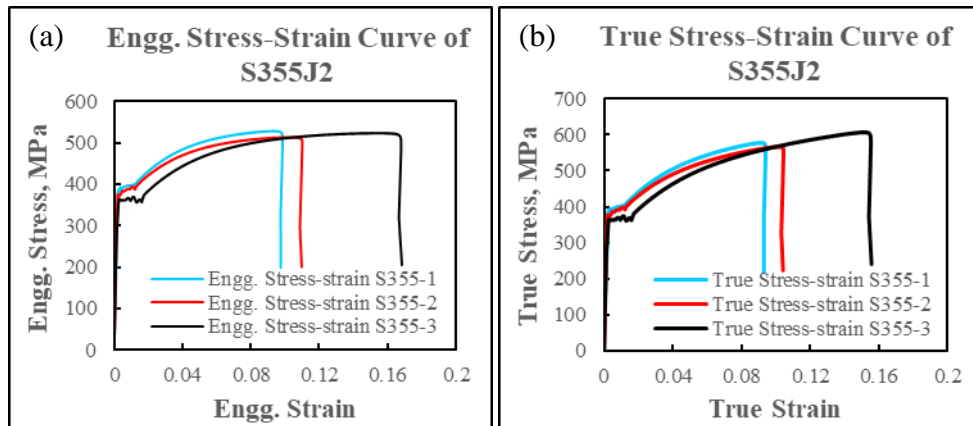 (a)
Engg. Stress-Strain Curve of
S355J2
Engg. Stress, MPa
600
500
400
300
200
100
0
Engg. Stress-strain S355-1
Engg. Stress-strain S355-2
Engg. Stress-strain S355-3
0 0.04 0.08 0.12 0.16 0.2
Engg. Strain
(b)
True Stress-Strain Curve of
S355J2
True Stress, MPa
700
600
500
400
300
200
100
0
True Stress-strain S355-1
True Stress-strain S355-2
True Stress-strain S355-3
0 0.04 0.08 0.12 0.16 0.2
True Strain